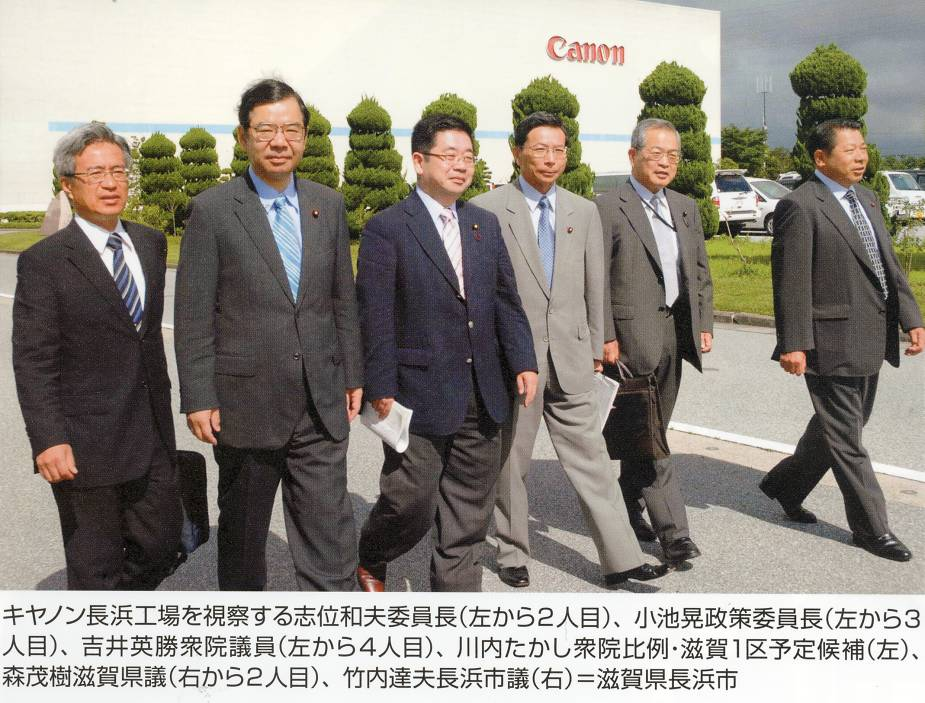 Canon
キヤノン長浜工場を視察する志位和夫委員長(左から2人目)、小池晃政策委員長(左から3
人目)、吉井英勝衆院議員(左から4人目)、川内たかし衆院比例・滋賀1区予定候補(左)、
森茂樹滋賀県議(右から2人目)、竹内達夫長浜市議(右)=滋賀県長浜市